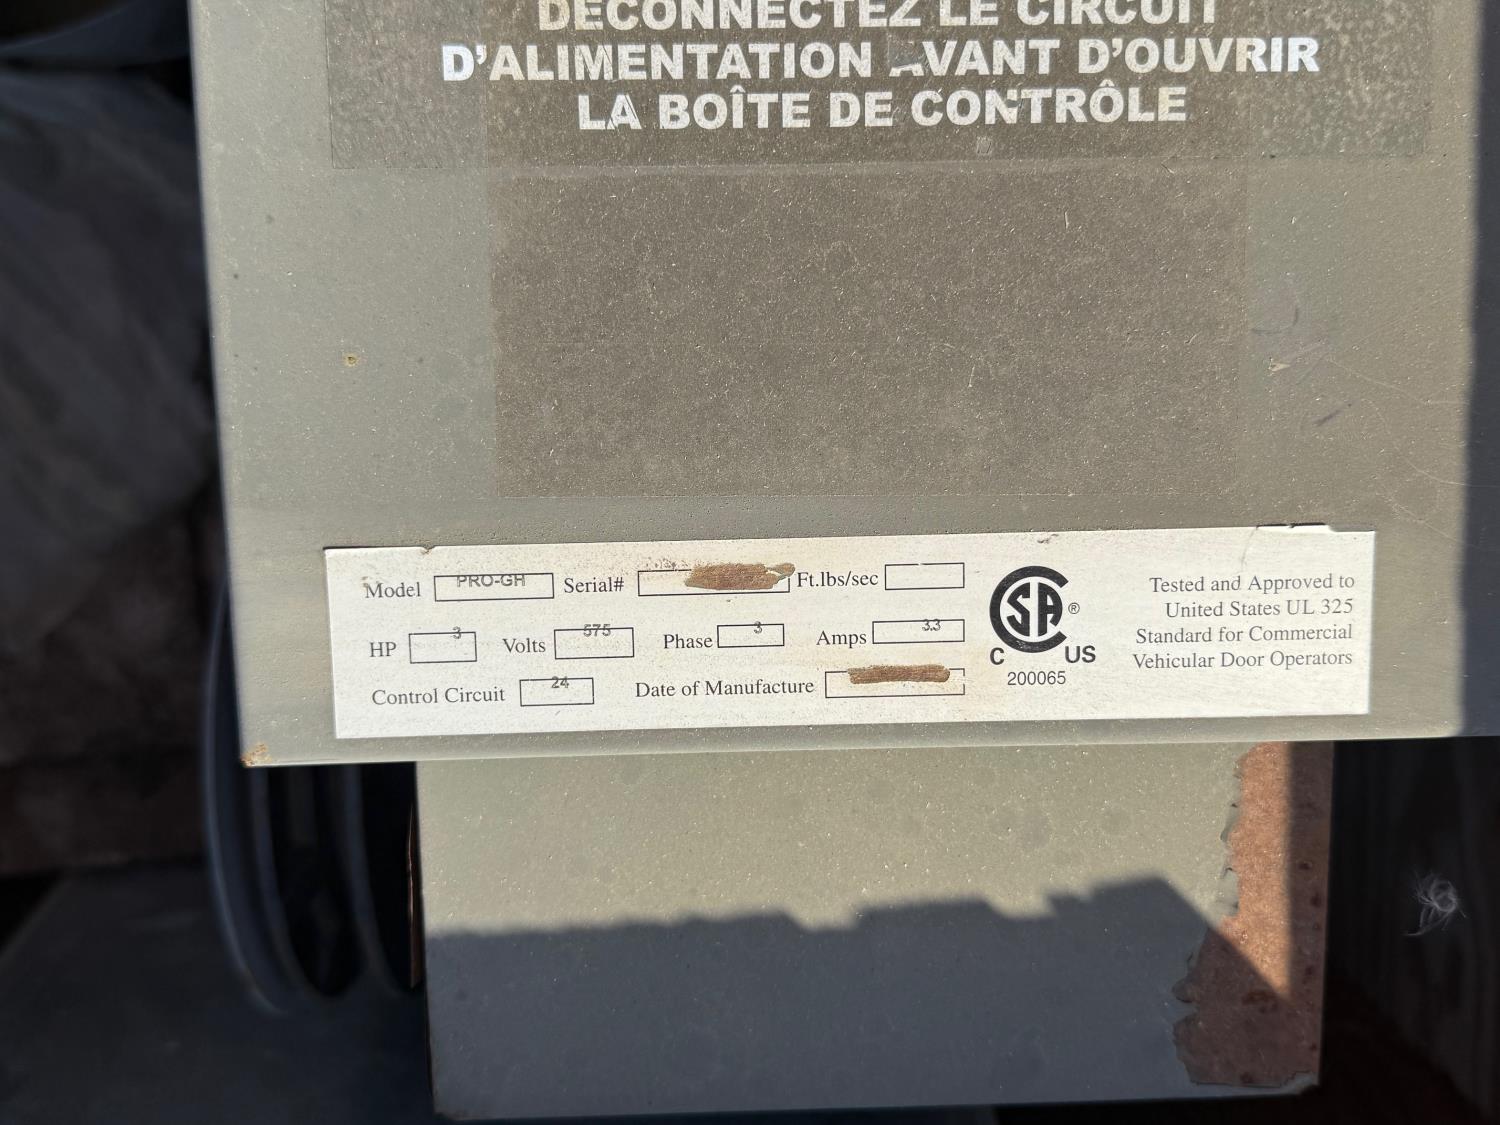 DÉCONNECTEZ LE CIRCUIT
D'ALIMENTATION AVANT D'OUVRIR
LA BOÎTE DE CONTRÔLE
Model PRO-GH Serial# Ft.lbs/sec
HP 3 Volts 575 Phase 3 Amps 3.3
Control Circuit 24 Date of Manufacture
SA ®
C US
200065
Tested and Approved to
United States UL 325
Standard for Commercial
Vehicular Door Operators